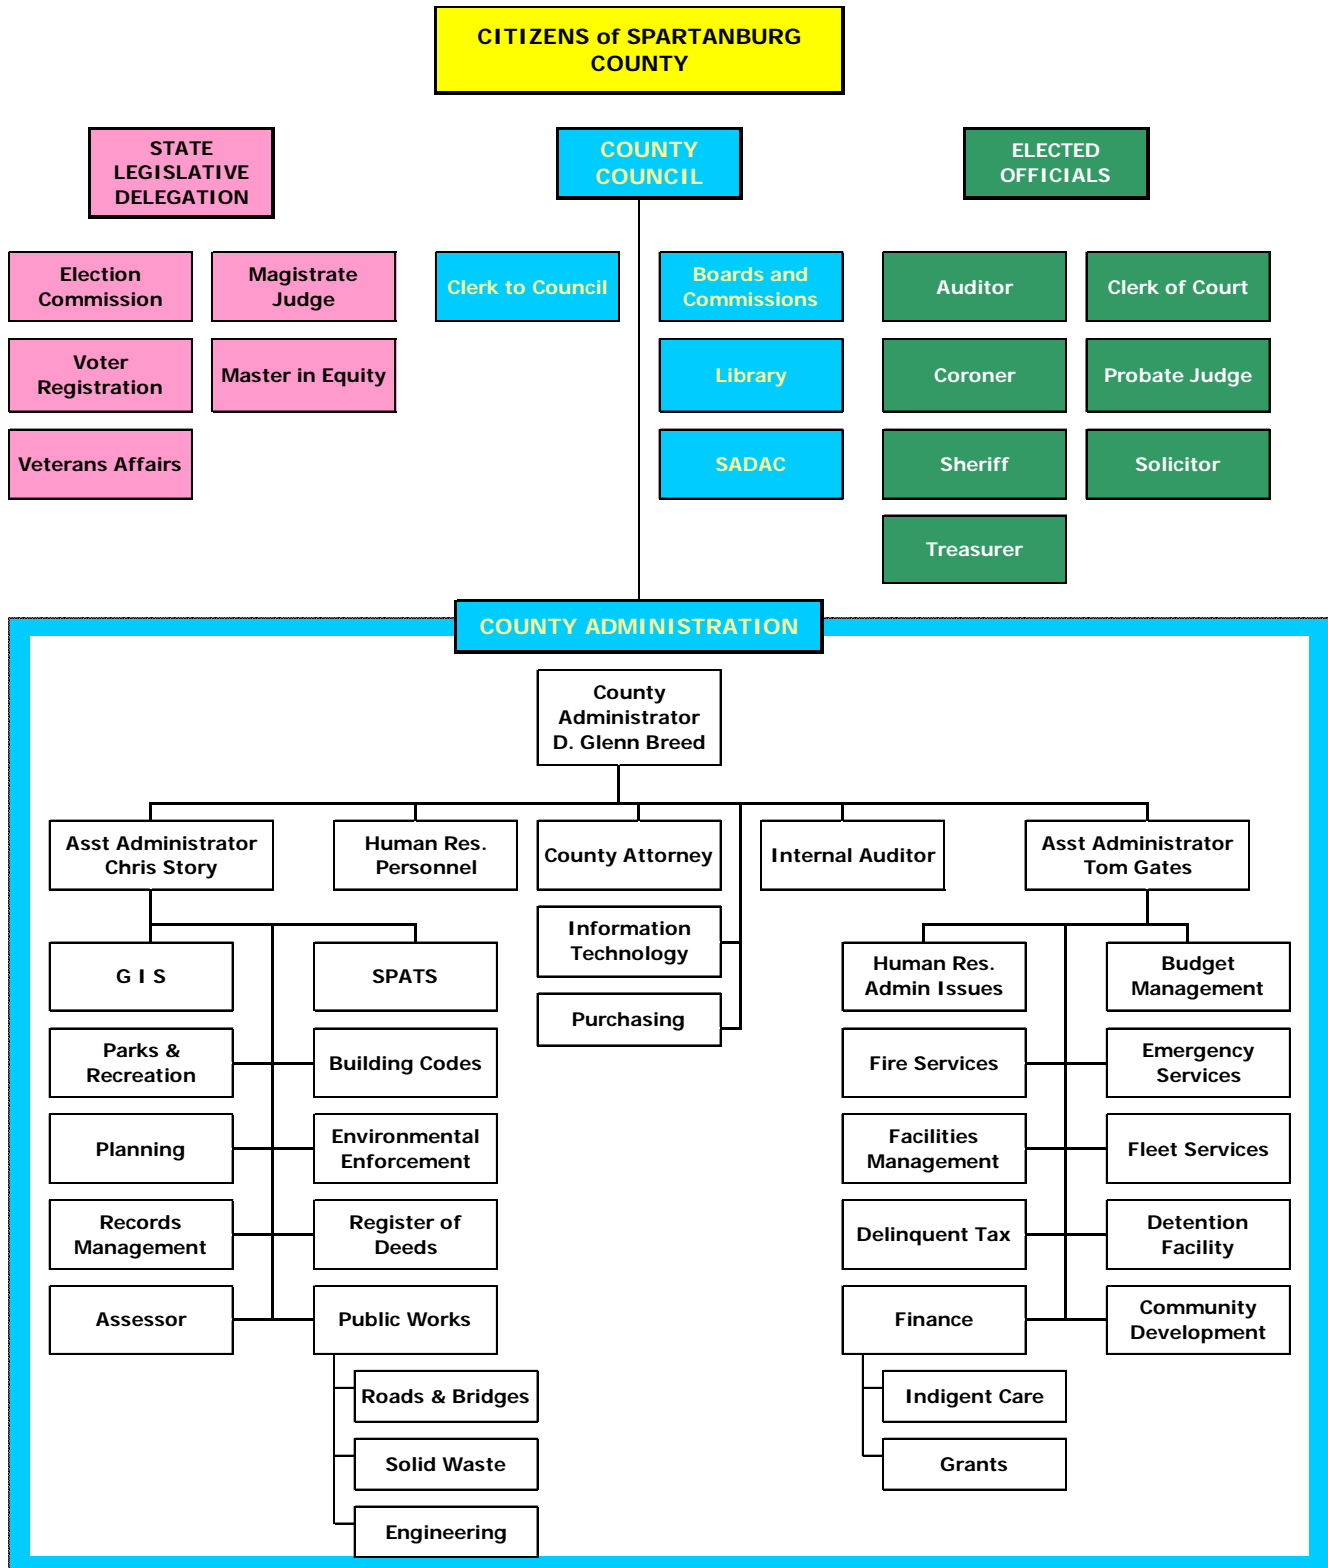 CITIZENS of SPARTANBURG
COUNTY
STATE
LEGISLATIVE
DELEGATION
COUNTY
COUNCIL
ELECTED
OFFICIALS
Election
Commission
Magistrate
Judge
Clerk to Council
Boards and
Commissions
Auditor
Clerk of Court
Voter
Registration
Master in Equity
Library
Coroner
Probate Judge
Veterans Affairs
SADAC
Sheriff
Solicitor
Treasurer
COUNTY ADMINISTRATION
County
Administrator
D. Glenn Breed
Asst Administrator
Chris Story
Human Res.
Personnel
County Attorney
Internal Auditor
Asst Administrator
Tom Gates
Information
Technology
Purchasing
G I S
SPATS
Parks &
Recreation
Building Codes
Planning
Environmental
Enforcement
Records
Management
Register of
Deeds
Assessor
Public Works
Roads & Bridges
Solid Waste
Engineering
Human Res.
Admin Issues
Budget
Management
Fire Services
Emergency
Services
Facilities
Management
Fleet Services
Delinquent Tax
Detention
Facility
Finance
Community
Development
Indigent Care
Grants